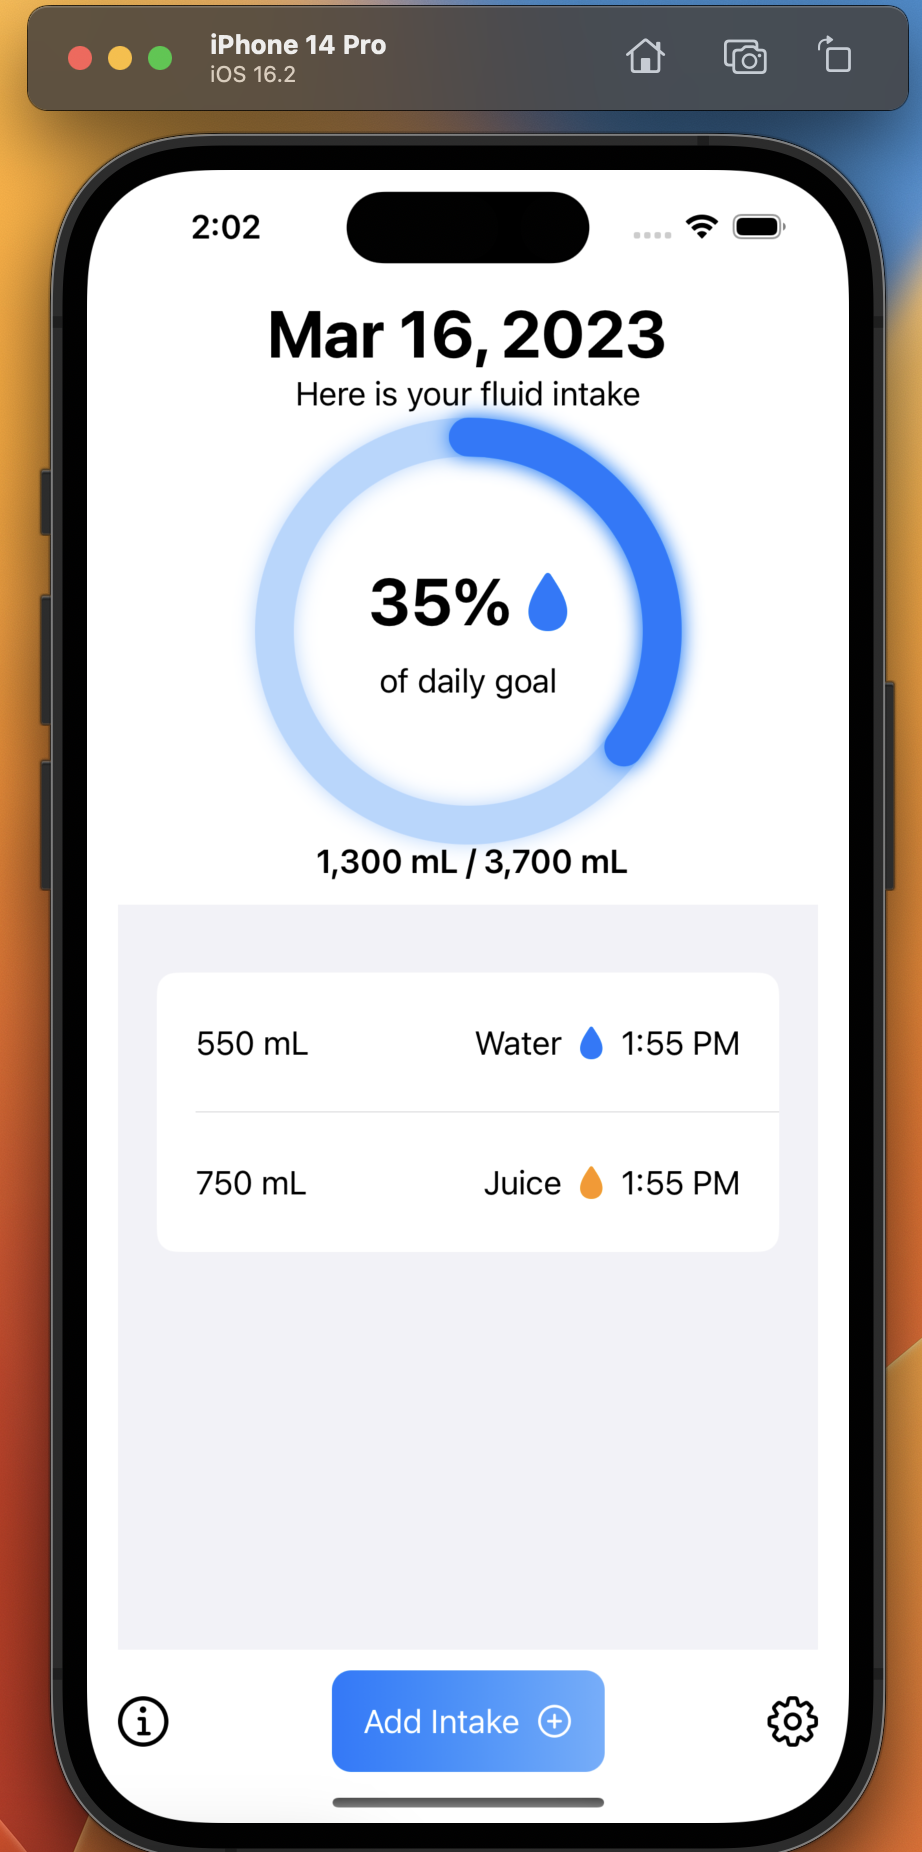 iPhone 14 Pro
iOS 16.2
2:02
Mar 16, 2023
Here is your fluid intake
35%
of daily goal
1,300 mL / 3,700 mL
550 mL Water 1:55 PM
750 mL Juice 1:55 PM
Add Intake